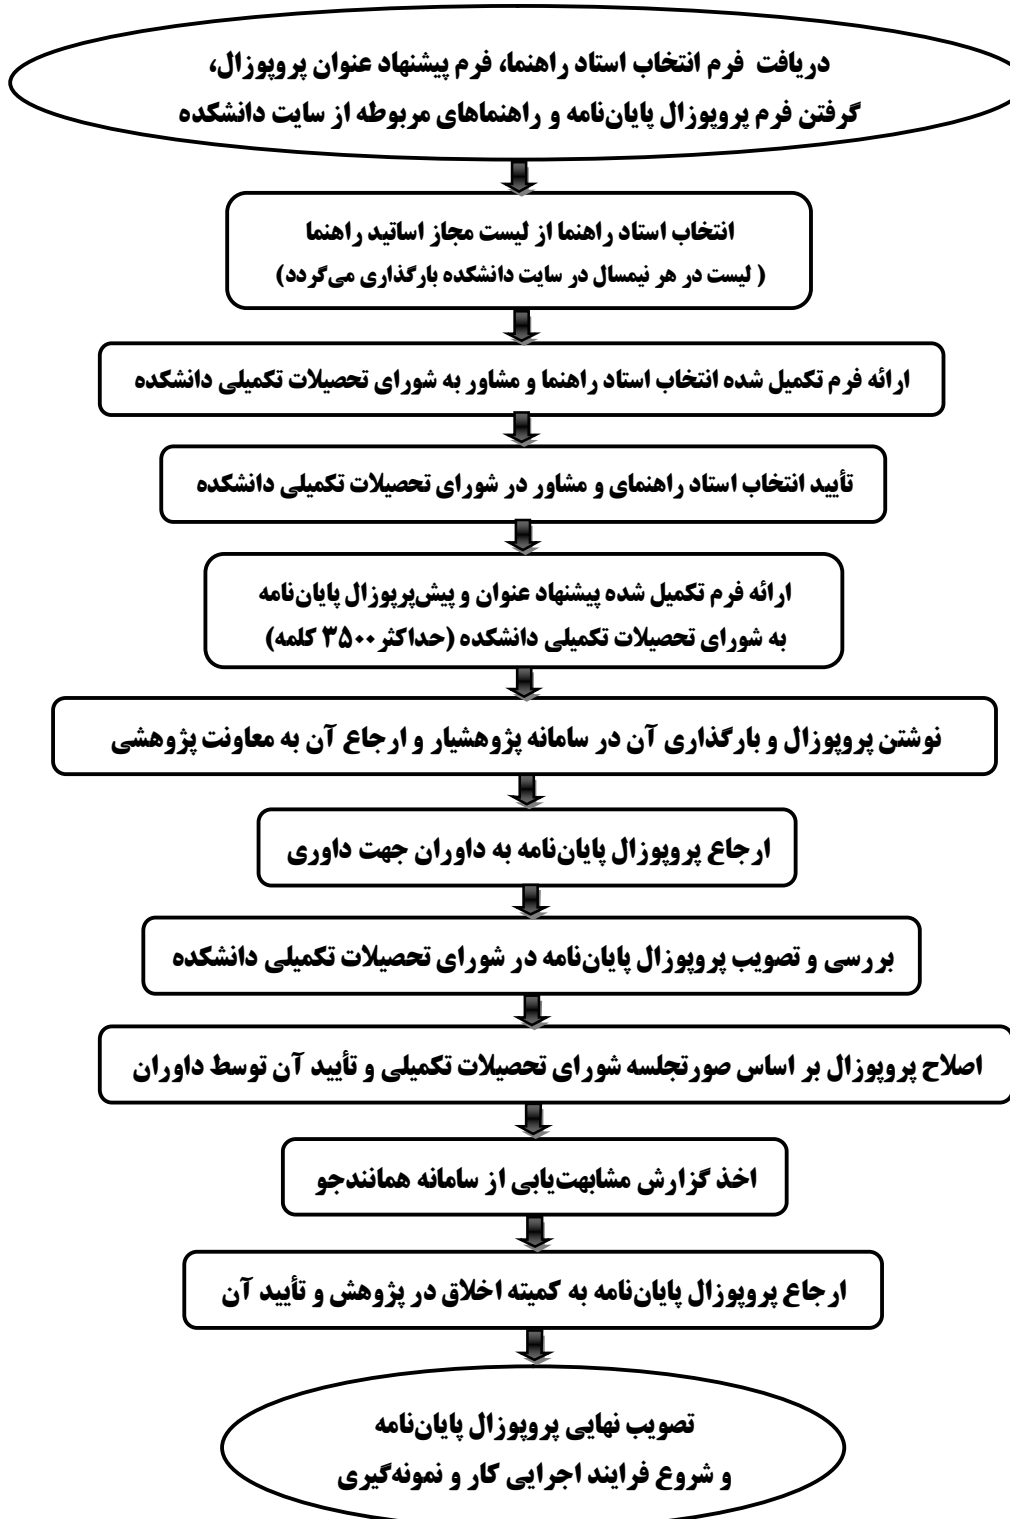 دریافت فرم انتخاب استاد راهنما، فرم پیشنهاد عنوان پروپوزال،
گرفتن فرم پروپوزال پایان‌نامه و راهنماهای مربوطه از سایت دانشکده
انتخاب استاد راهنما از لیست مجاز اساتید راهنما
( لیست در هر نیمسال در سایت دانشکده بارگذاری می‌گردد)
ارائه فرم تکمیل شده انتخاب استاد راهنما و مشاور به شورای تحصیلات تکمیلی دانشکده
تأیید انتخاب استاد راهنمای و مشاور در شورای تحصیلات تکمیلی دانشکده
ارائه فرم تکمیل شده پیشنهاد عنوان و پیش‌پرپوزال پایان‌نامه
به شورای تحصیلات تکمیلی دانشکده (حداکثر ۳۵۰۰ کلمه)
نوشتن پروپوزال و بارگذاری آن در سامانه پژوهشیار و ارجاع آن به معاونت پژوهشی
ارجاع پروپوزال پایان‌نامه به داوران جهت داوری
بررسی و تصویب پروپوزال پایان‌نامه در شورای تحصیلات تکمیلی دانشکده
اصلاح پروپوزال بر اساس صورتجلسه شورای تحصیلات تکمیلی و تأیید آن توسط داوران
اخذ گزارش مشابهت‌یابی از سامانه همانندجو
ارجاع پروپوزال پایان‌نامه به کمیته اخلاق در پژوهش و تأیید آن
تصویب نهایی پروپوزال پایان‌نامه
و شروع فرایند اجرایی کار و نمونه‌گیری